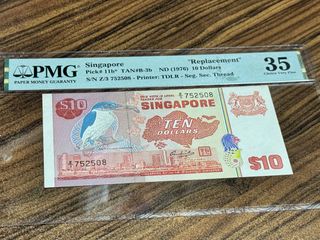 PMG
PAPER MONEY GUARANTY
Singapore "Replacement"
Pick# 11b* TAN#B-3b ND (1976) 10 Dollars
S/N Z/3 752508 - Printer: TDLR - Seg. Sec. Thread
35
Choice Very Fine
$10
SINGAPORE
Z/3 752508
TEN
DOLLARS
Z/3 752508
$10